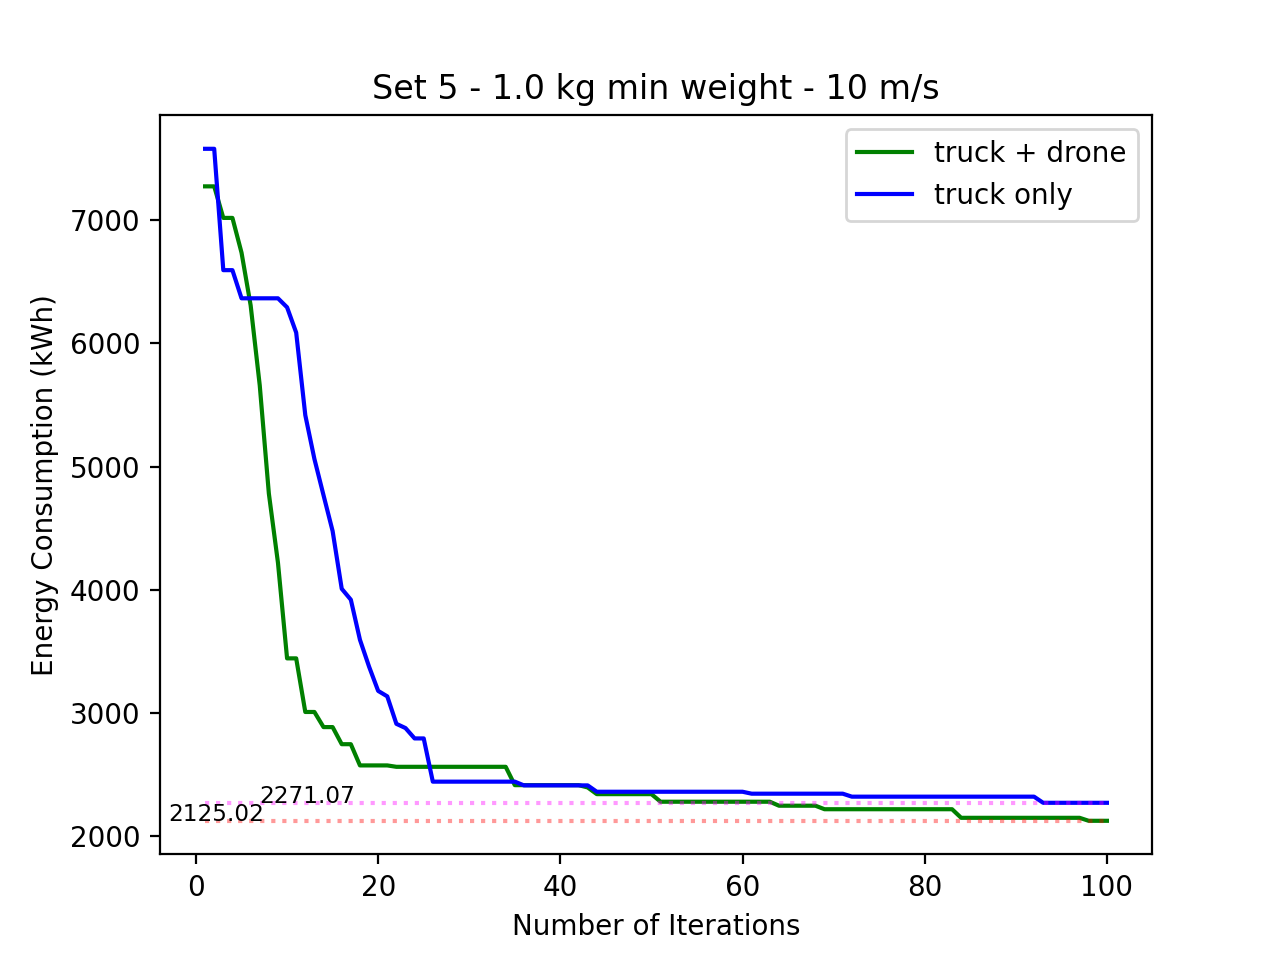 Set 5 - 1.0 kg min weight - 10 m/s
truck + drone
truck only
Energy Consumption (kWh)
7000
6000
5000
4000
3000
2000
2271.07
2125.02
0 20 40 60 80 100
Number of Iterations